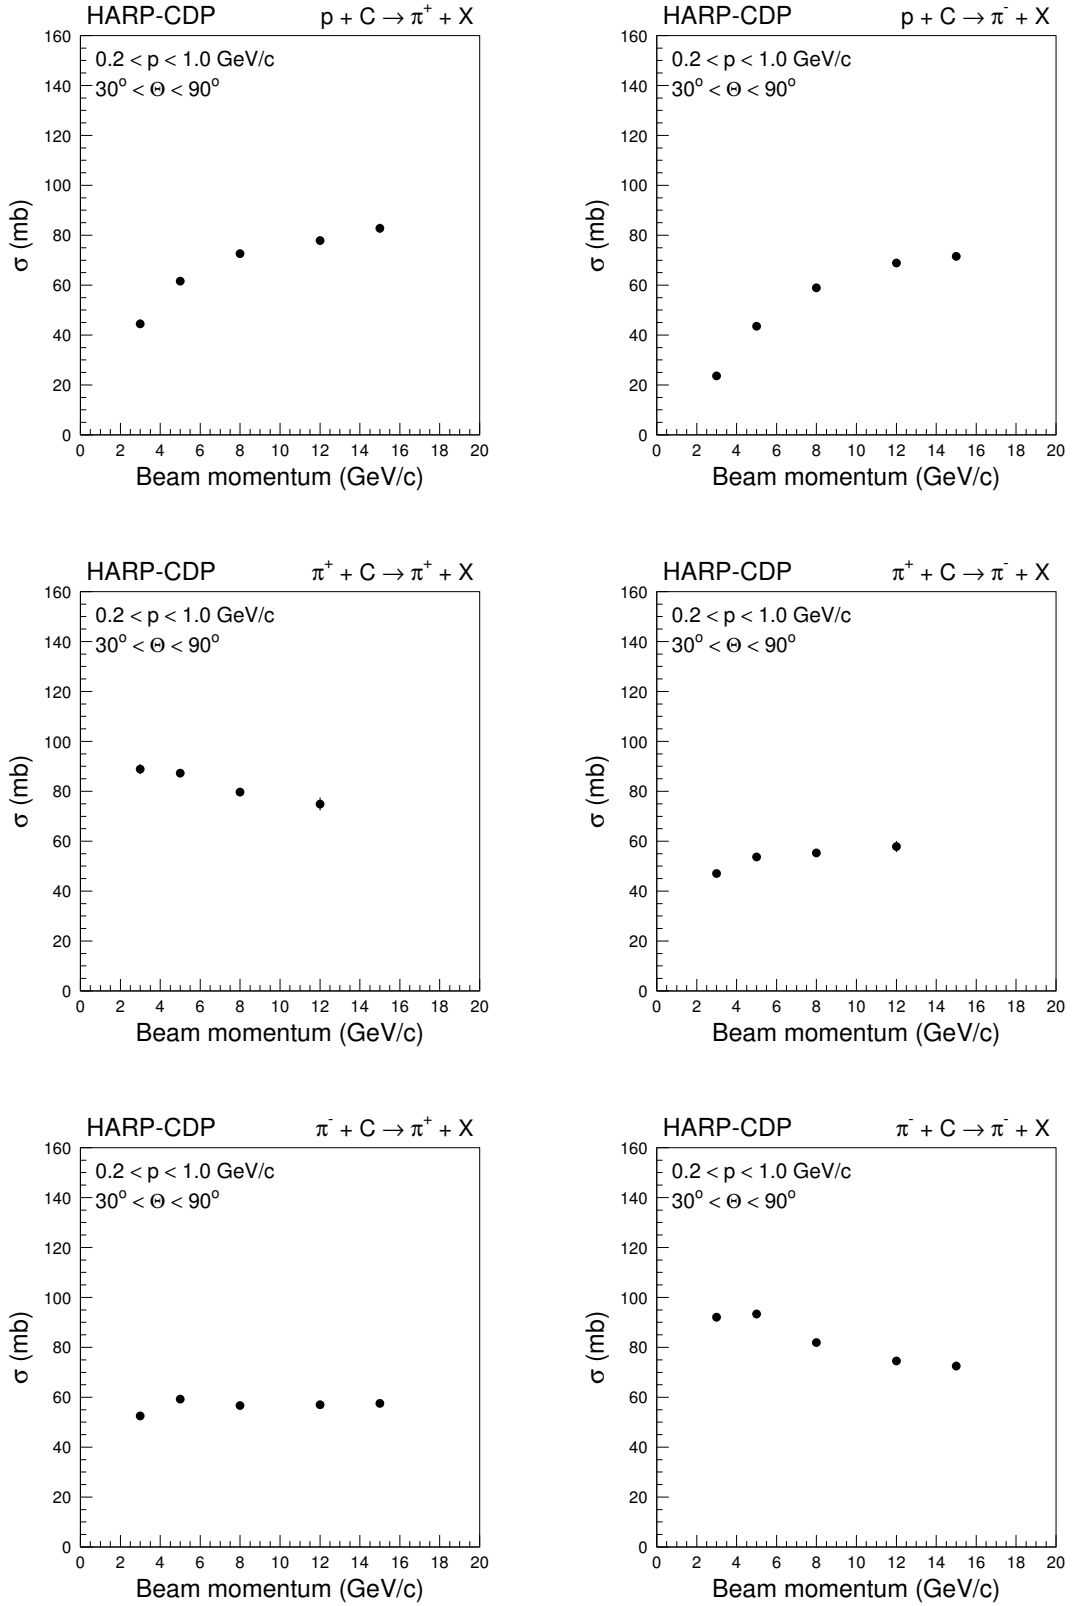 HARP-CDP p + C → π⁺ + X
0.2 < p < 1.0 GeV/c
30° < Θ < 90°
σ (mb)
160
140
120
100
80
60
40
20
0
0 2 4 6 8 10 12 14 16 18 20
Beam momentum (GeV/c)
HARP-CDP p + C → π⁻ + X
0.2 < p < 1.0 GeV/c
30° < Θ < 90°
σ (mb)
160
140
120
100
80
60
40
20
0
0 2 4 6 8 10 12 14 16 18 20
Beam momentum (GeV/c)
HARP-CDP π⁺ + C → π⁺ + X
0.2 < p < 1.0 GeV/c
30° < Θ < 90°
σ (mb)
160
140
120
100
80
60
40
20
0
0 2 4 6 8 10 12 14 16 18 20
Beam momentum (GeV/c)
HARP-CDP π⁺ + C → π⁻ + X
0.2 < p < 1.0 GeV/c
30° < Θ < 90°
σ (mb)
160
140
120
100
80
60
40
20
0
0 2 4 6 8 10 12 14 16 18 20
Beam momentum (GeV/c)
HARP-CDP π⁻ + C → π⁺ + X
0.2 < p < 1.0 GeV/c
30° < Θ < 90°
σ (mb)
160
140
120
100
80
60
40
20
0
0 2 4 6 8 10 12 14 16 18 20
Beam momentum (GeV/c)
HARP-CDP π⁻ + C → π⁻ + X
0.2 < p < 1.0 GeV/c
30° < Θ < 90°
σ (mb)
160
140
120
100
80
60
40
20
0
0 2 4 6 8 10 12 14 16 18 20
Beam momentum (GeV/c)